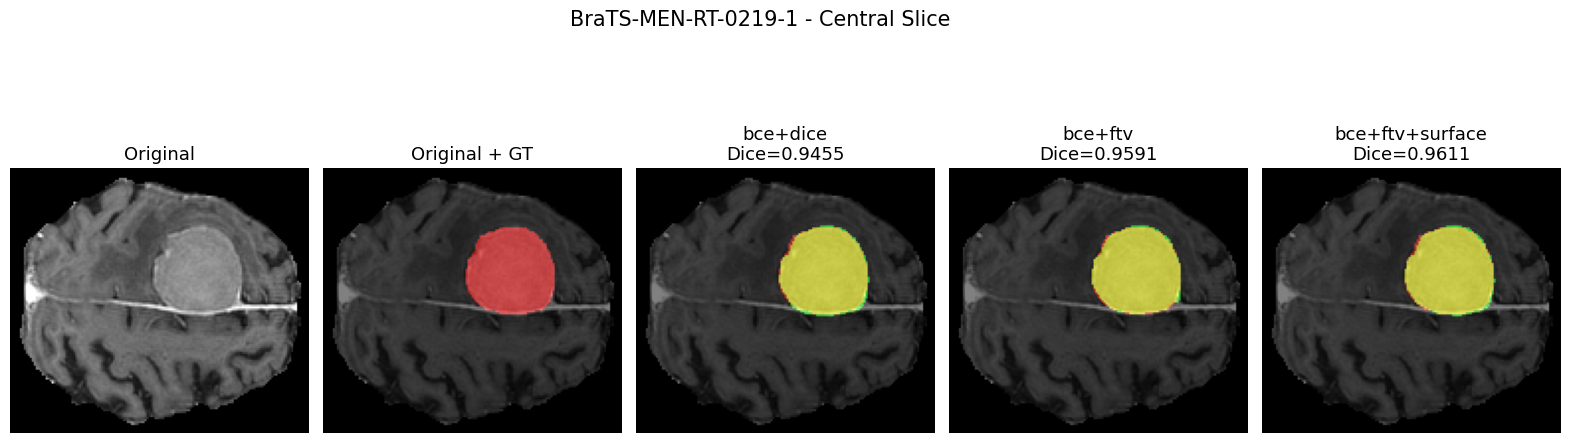 BraTS-MEN-RT-0219-1 - Central Slice
Original
Original + GT
bce+dice
Dice=0.9455
bce+ftv
Dice=0.9591
bce+ftv+surface
Dice=0.9611